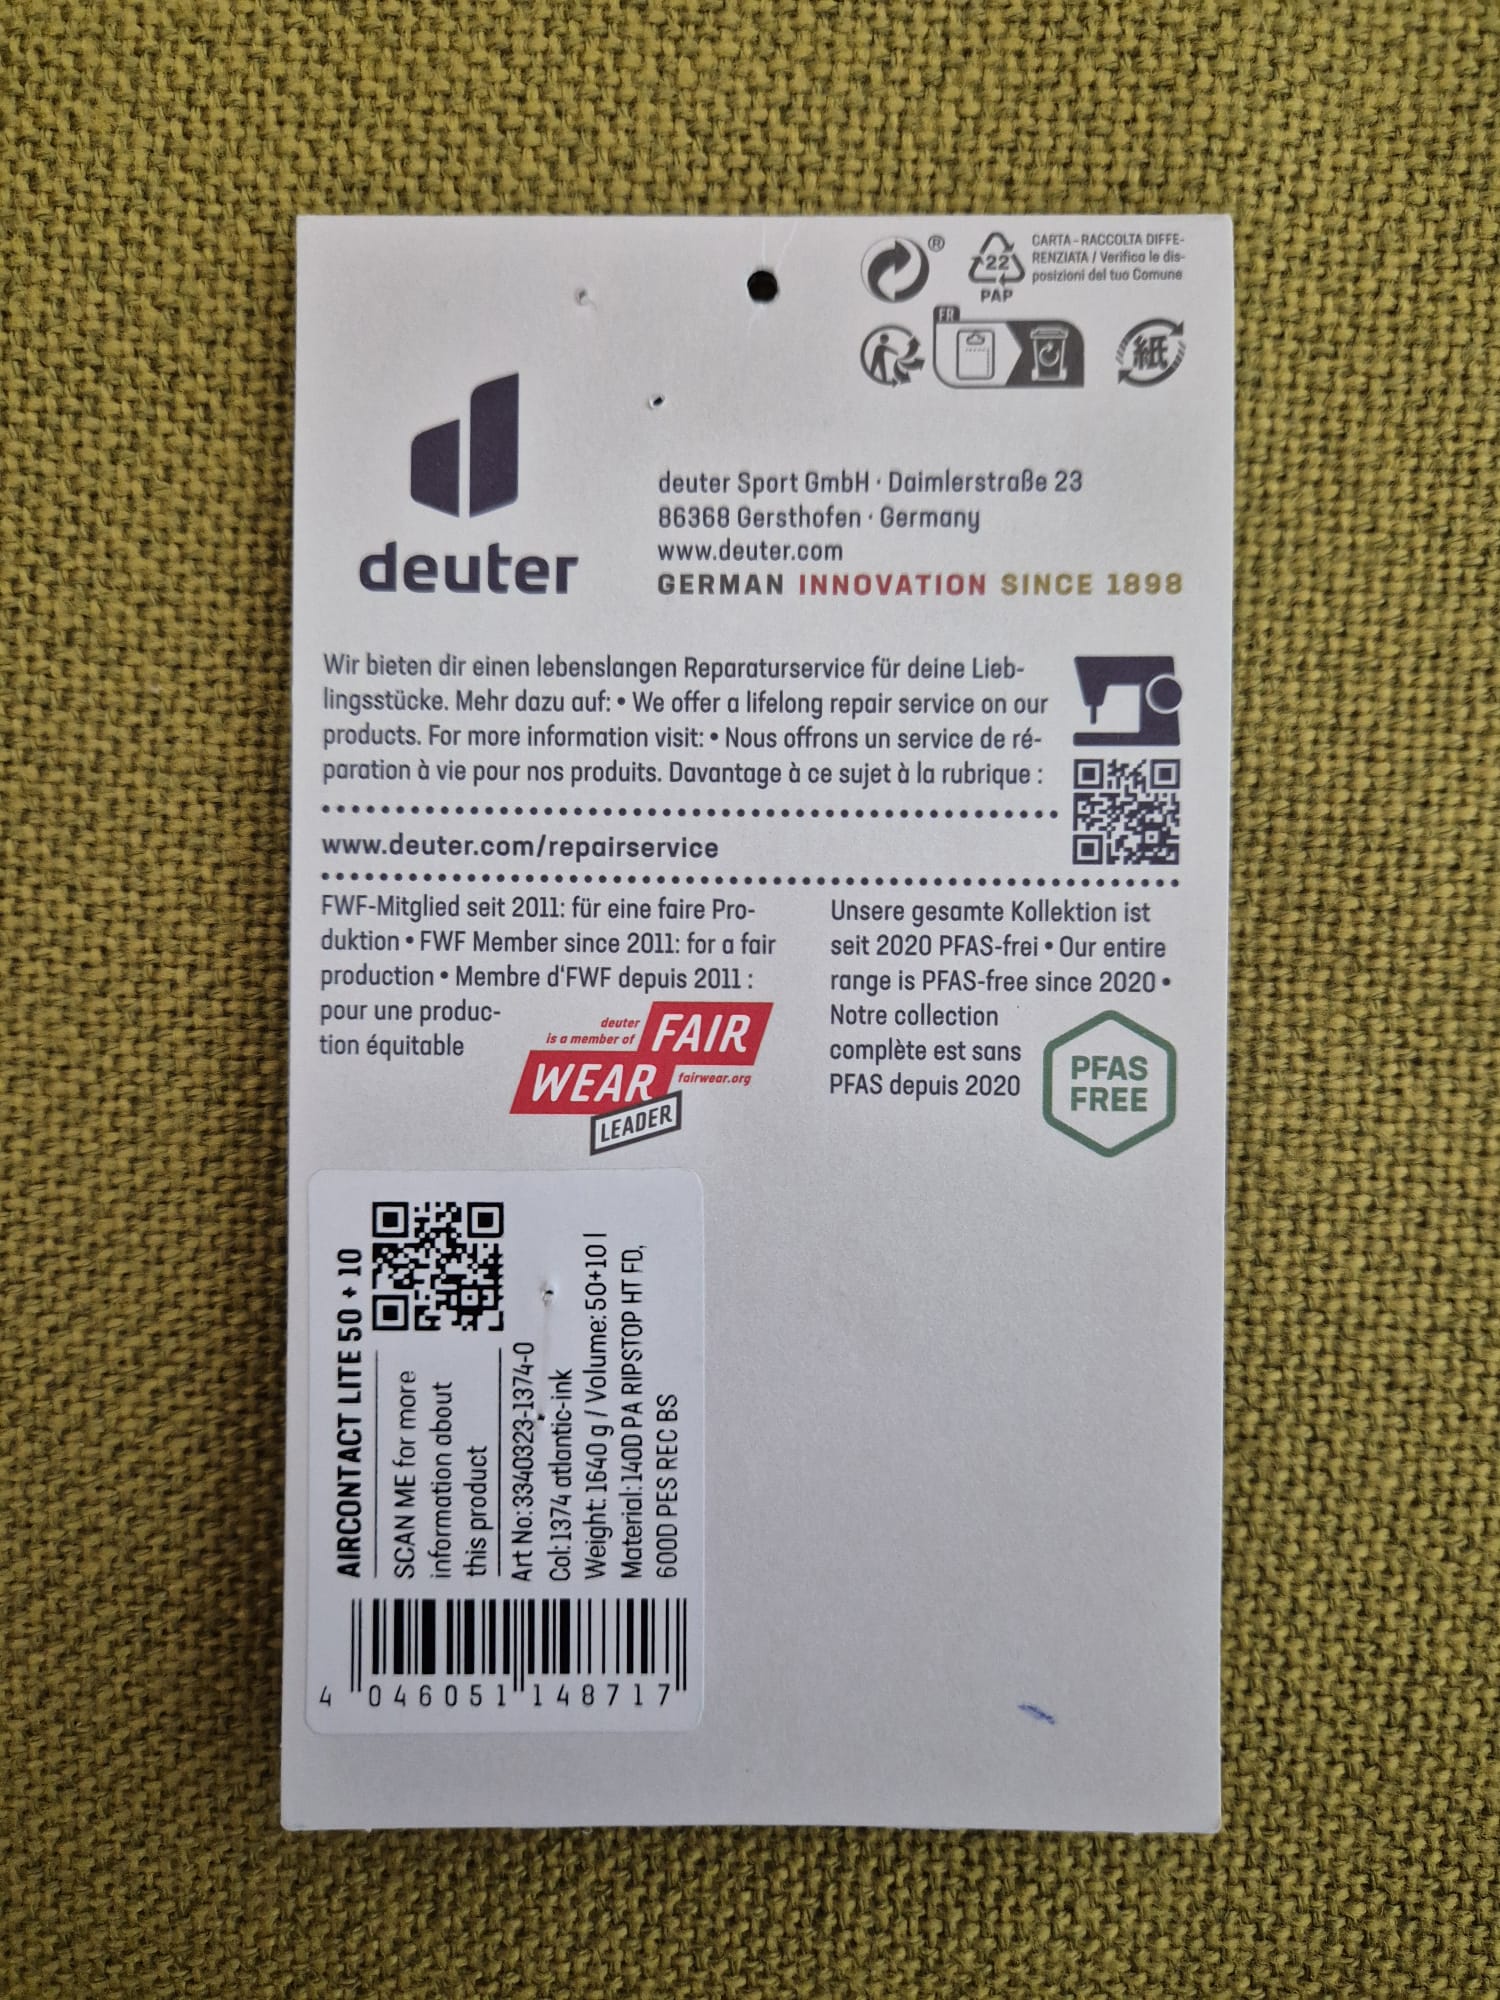 ®
22
PAP
CARTA-RACCOLTA DIFFE-
RENZIATA / Verifica le dis-
posizioni del tuo Comune
FR
紙
deuter
deuter Sport GmbH · Daimlerstraße 23
86368 Gersthofen · Germany
www.deuter.com
GERMAN INNOVATION SINCE 1898
Wir bieten dir einen lebenslangen Reparaturservice für deine Lieb-
lingsstücke. Mehr dazu auf: • We offer a lifelong repair service on our
products. For more information visit: • Nous offrons un service de ré-
paration à vie pour nos produits. Davantage à ce sujet à la rubrique :
www.deuter.com/repairservice
FWF-Mitglied seit 2011: für eine faire Pro-
duktion • FWF Member since 2011: for a fair
production • Membre d'FWF depuis 2011 :
pour une produc-
tion équitable
deuter
is a member of
FAIR
WEAR
fairwear.org
LEADER
Unsere gesamte Kollektion ist
seit 2020 PFAS-frei • Our entire
range is PFAS-free since 2020 •
Notre collection
complète est sans
PFAS depuis 2020
PFAS
FREE
AIRCONTACT LITE 50 + 10
SCAN ME for more
information about
this product
Art No:3340323-1374-0
Col: 1374 atlantic-ink
Weight: 1640 g / Volume: 50+10 l
Material: 140D PA RIPSTOP HT FD,
600D PES REC BS
4 046051 148717